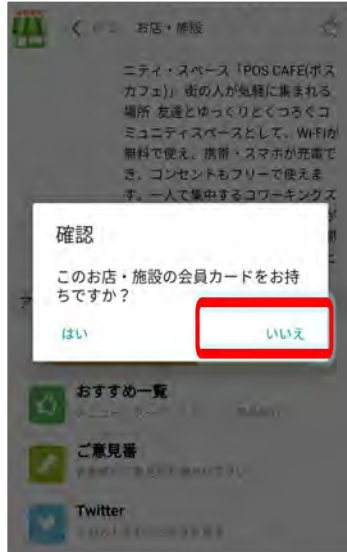 お店・施設
ニティ・スペース「POS CAFE(ポス
カフェ)」 街の人が気軽に集まれる
場所 友達とゆっくりとくつろぐコ
ミュニティスペースとして、Wi-Fiが
無料で使え、携帯・スマホが充電で
き、コンセントもフリーで使えま
す。一人で集中するコワーキングス
確認
このお店・施設の会員カードをお持
ちですか？
はい
いいえ
おすすめ一覧
ご意見番
Twitter